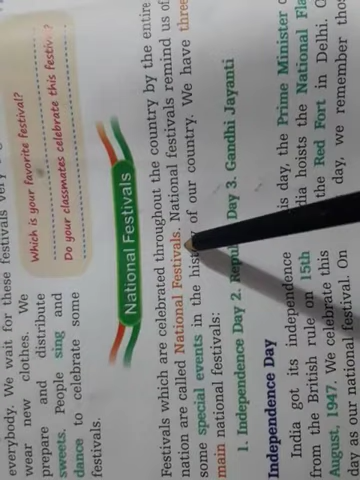 festivals very
everybody. We wait for these
wear new clothes. We
prepare and distribute
sweets. People sing and
dance to celebrate some
festivals.
Which is your favorite festival?
Do your classmates celebrate this festiv ?
National Festivals
Festivals which are celebrated throughout the country by the entire
nation are called National Festivals. National festivals remind us of
some special events in the hist of our country. We have three
main national festivals:
1. Independence Day 2. Repu Day 3. Gandhi Jayanti
Independence Day
India got its independence is day, the Prime Minister
from the British rule on 15th dia hoists the National Fla
August, 1947. We celebrate this the Red Fort in Delhi.
day as our national festival. On day, we remember thos